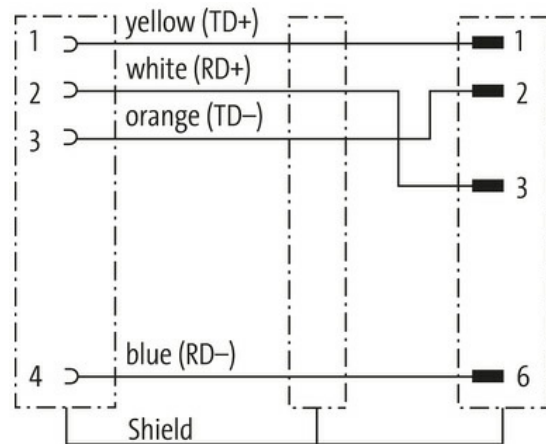 1 yellow (TD+) 1
2 white (RD+) 2
3 orange (TD–)
3
4 blue (RD–) 6
Shield